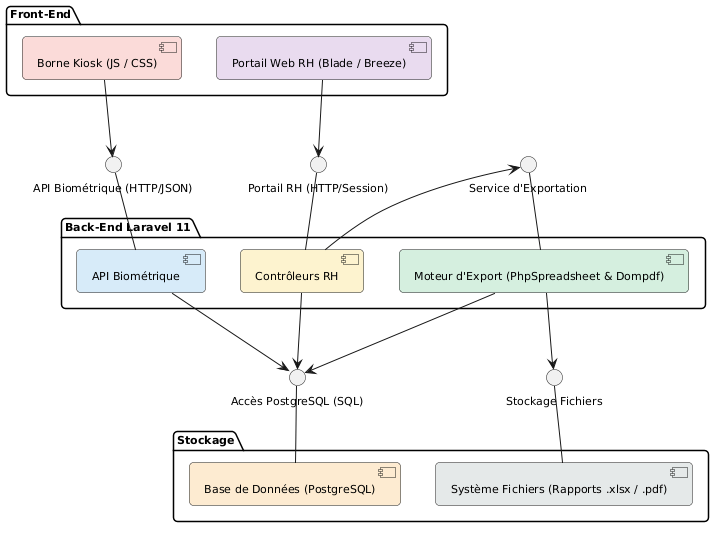 Front-End
Borne Kiosk (JS / CSS)
Portail Web RH (Blade / Breeze)
API Biométrique (HTTP/JSON)
Portail RH (HTTP/Session)
Service d'Exportation
Back-End Laravel 11
API Biométrique
Contrôleurs RH
Moteur d'Export (PhpSpreadsheet & Dompdf)
Accès PostgreSQL (SQL)
Stockage Fichiers
Stockage
Base de Données (PostgreSQL)
Système Fichiers (Rapports .xlsx / .pdf)